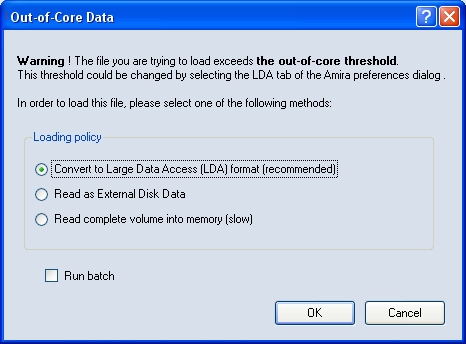 Out-of-Core Data
Warning ! The file you are trying to load exceeds the out-of-core threshold.
This threshold could be changed by selecting the LDA tab of the Amira preferences dialog .
In order to load this file, please select one of the following methods:
Loading policy
Convert to Large Data Access (LDA) format (recommended)
Read as External Disk Data
Read complete volume into memory (slow)
Run batch
OK Cancel